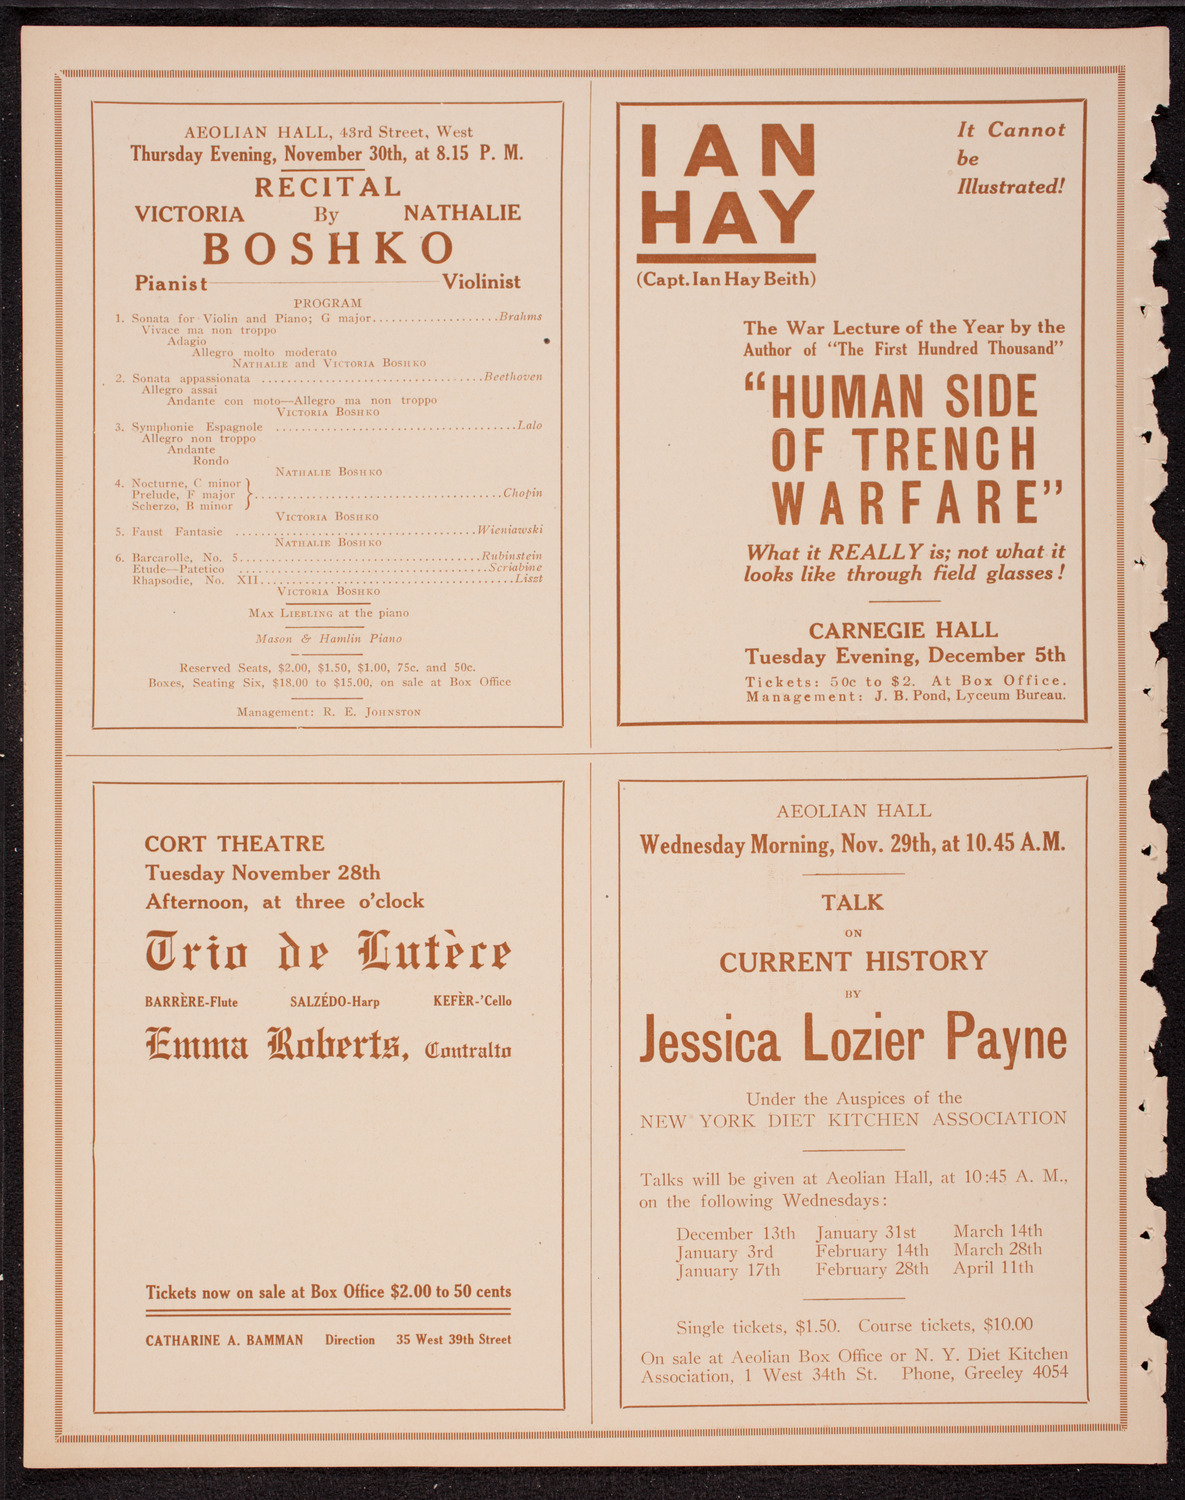 AEOLIAN HALL, 43rd Street, West
Thursday Evening, November 30th, at 8.15 P. M.
RECITAL
VICTORIA By NATHALIE
BOSHKO
Pianist Violinist
PROGRAM
1. Sonata for Violin and Piano; G major....................Brahms
Vivace ma non troppo
Adagio
Allegro molto moderato
NATHALIE and VICTORIA BOSHKO
2. Sonata appassionata ...................................Beethoven
Allegro assai
Andante con moto—Allegro ma non troppo
VICTORIA BOSHKO
3. Symphonie Espagnole ......................................Lalo
Allegro non troppo
Andante
Rondo
NATHALIE BOSHKO
4. Nocturne, C minor
Prelude, F major }.......................................Chopin
Scherzo, B minor
VICTORIA BOSHKO
5. Faust Fantasie ......................................Wieniawski
NATHALIE BOSHKO
6. Barcarolle, No. 5......................................Rubinstein
Etude—Patetico .......................................Scriabine
Rhapsodie, No. XII........................................Liszt
VICTORIA BOSHKO
MAX LIEBLING at the piano
Mason & Hamlin Piano
Reserved Seats, $2.00, $1.50, $1.00, 75c. and 50c.
Boxes, Seating Six, $18.00 to $15.00, on sale at Box Office
Management: R. E. JOHNSTON
IAN
HAY
(Capt. Ian Hay Beith)
It Cannot
be
Illustrated!
The War Lecture of the Year by the
Author of “The First Hundred Thousand”
“HUMAN SIDE
OF TRENCH
WARFARE”
What it REALLY is; not what it
looks like through field glasses!
CARNEGIE HALL
Tuesday Evening, December 5th
Tickets: 50c to $2. At Box Office.
Management: J. B. Pond, Lyceum Bureau.
CORT THEATRE
Tuesday November 28th
Afternoon, at three o’clock
Trio de Lutèce
BARRÈRE-Flute SALZÉDO-Harp KEFÈR-’Cello
Emma Roberts, Contralto
Tickets now on sale at Box Office $2.00 to 50 cents
CATHARINE A. BAMMAN Direction 35 West 39th Street
AEOLIAN HALL
Wednesday Morning, Nov. 29th, at 10.45 A.M.
TALK
ON
CURRENT HISTORY
BY
Jessica Lozier Payne
Under the Auspices of the
NEW YORK DIET KITCHEN ASSOCIATION
Talks will be given at Aeolian Hall, at 10:45 A. M.,
on the following Wednesdays:
December 13th January 31st March 14th
January 3rd February 14th March 28th
January 17th February 28th April 11th
Single tickets, $1.50. Course tickets, $10.00
On sale at Aeolian Box Office or N. Y. Diet Kitchen
Association, 1 West 34th St. Phone, Greeley 4054